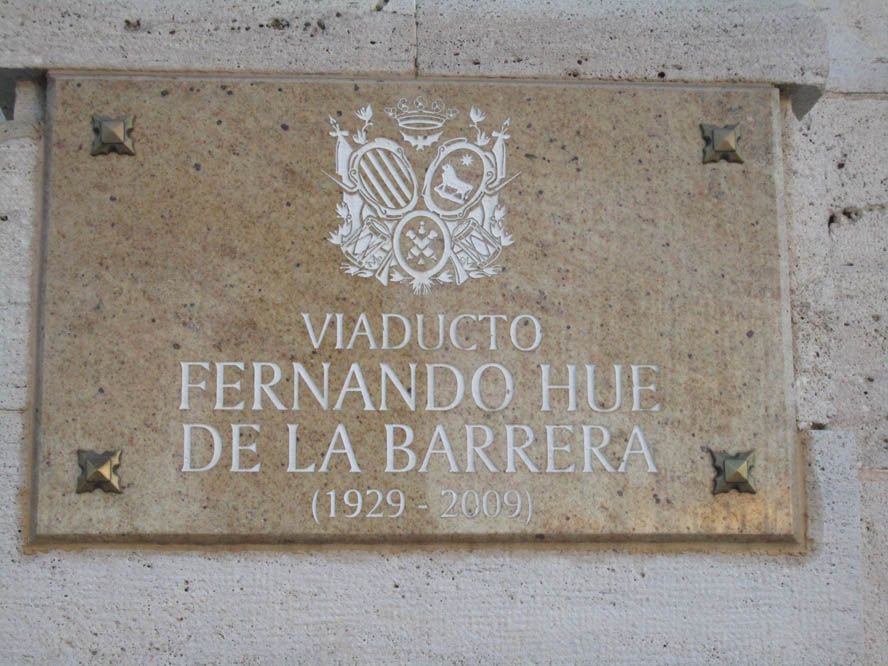 VIADUCTO
FERNANDO HUE
DE LA BARRERA
(1929 - 2009)